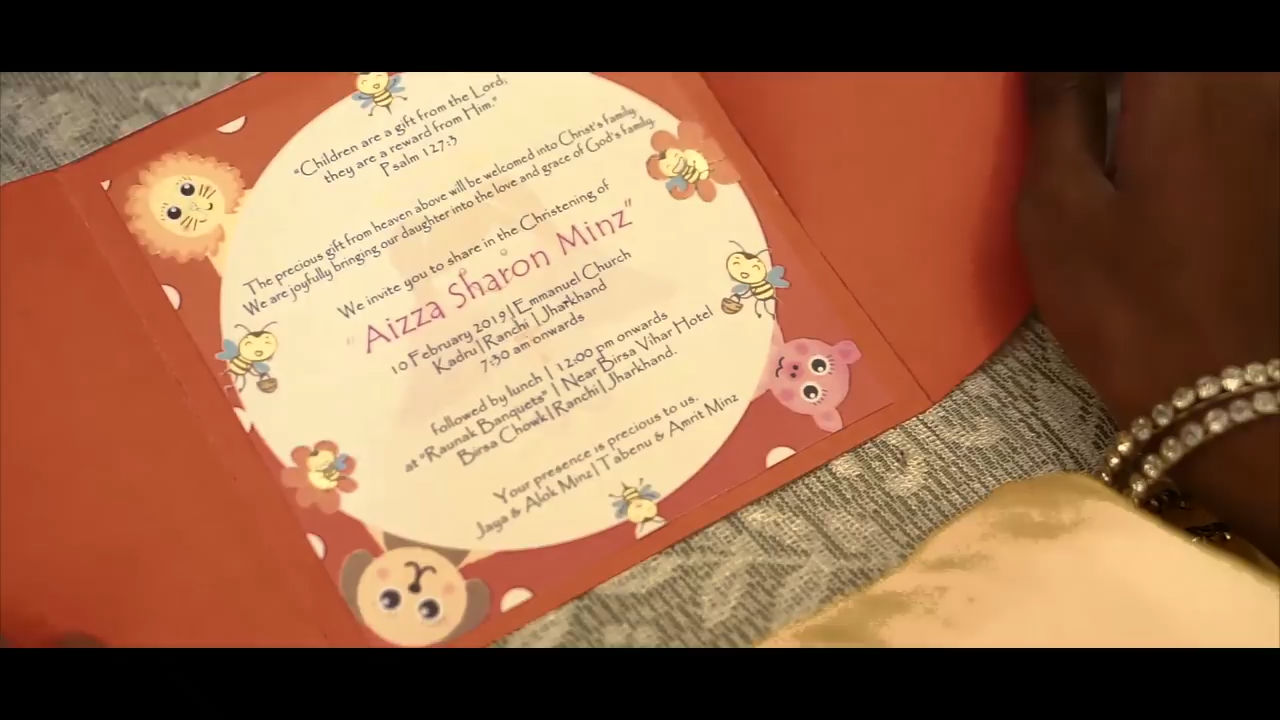 "Children are a gift from the Lord;
they are a reward from Him."
Psalm 127:3
The precious gift from heaven above will be welcomed into Christ's family,
We are joyfully bringing our daughter into the love and grace of God's family.
We invite you to share in the Christening of
"Aizza Sharon Minz"
10 February 2019 | Emmanuel Church
Kadru | Ranchi | Jharkhand
7:30 am onwards
followed by lunch | 12:00 pm onwards
at "Raunak Banquets" | Near Birsa Vihar Hotel
Birsa Chowk | Ranchi | Jharkhand.
Your presence is precious to us.
Jaya & Alok Minz | Tabenu & Amrit Minz